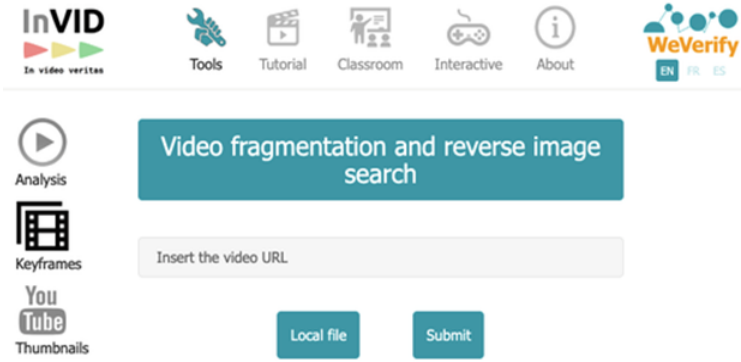 InVID
In video veritas
Tools
Tutorial
Classroom
Interactive
About
WeVerify
EN FR ES
Analysis
Keyframes
You
Tube
Thumbnails
Video fragmentation and reverse image
search
Insert the video URL
Local file
Submit